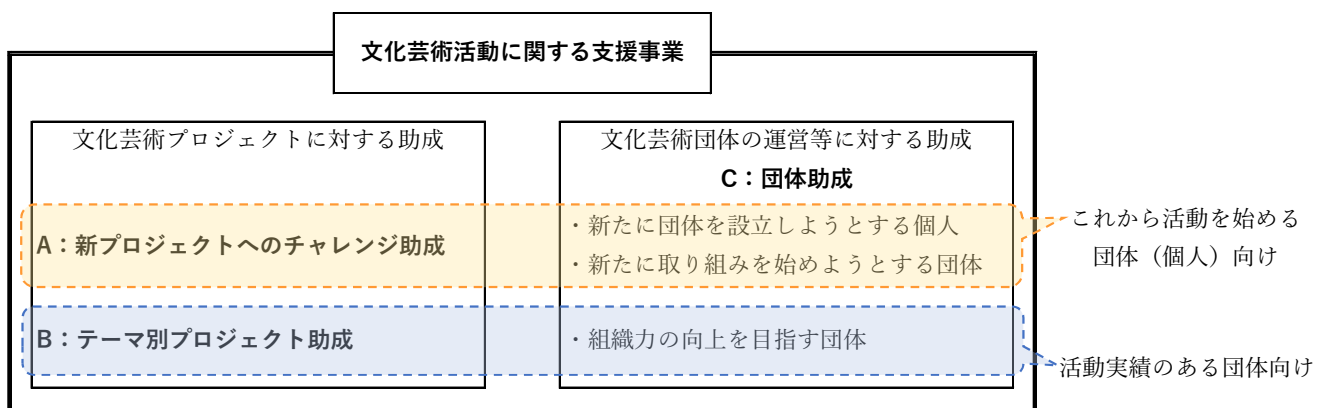 文化芸術活動に関する支援事業
文化芸術プロジェクトに対する助成
文化芸術団体の運営等に対する助成
C：団体助成
A：新プロジェクトへのチャレンジ助成
・新たに団体を設立しようとする個人
・新たに取り組みを始めようとする団体
これから活動を始める
団体（個人）向け
B：テーマ別プロジェクト助成
・組織力の向上を目指す団体
活動実績のある団体向け